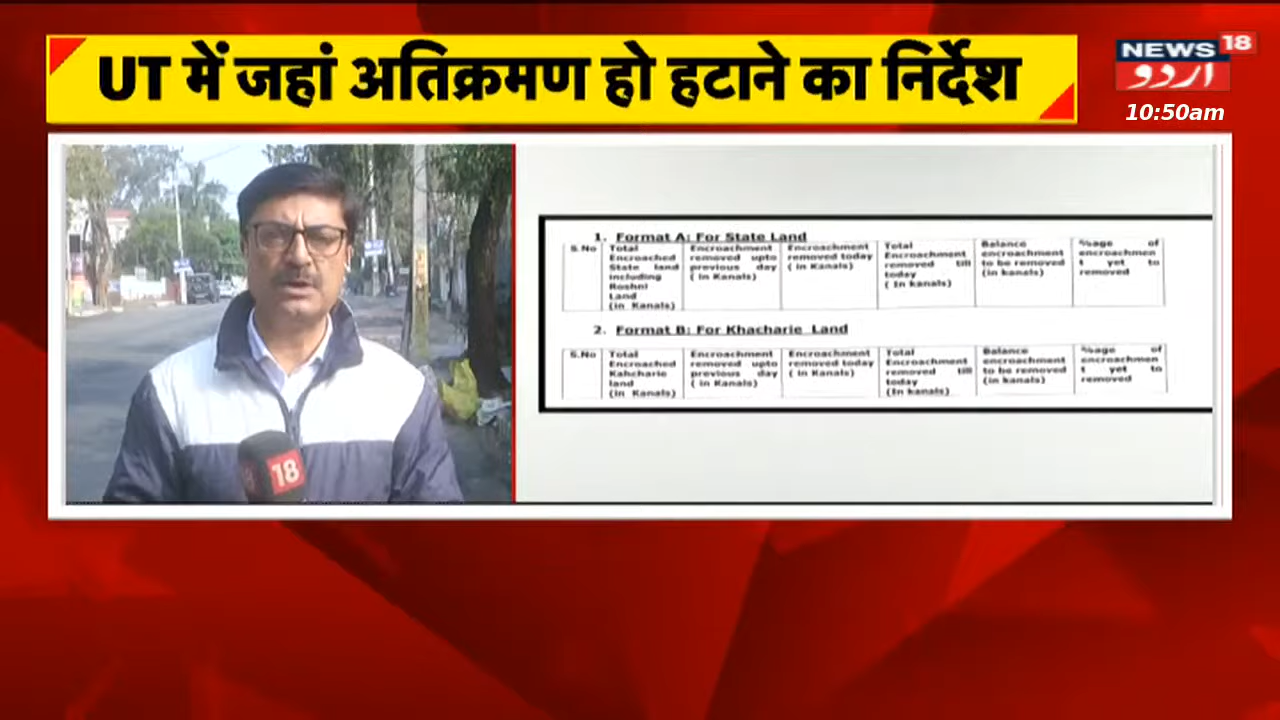 UT में जहां अतिक्रमण हो हटाने का निर्देश
NEWS 18
اردو
10:50am
1. Format A: For State Land
S.No
Total
Encroached
State land
including
Roshni
Land
(in Kanals)
Encroachment
removed upto
previous day
( in Kanals)
Encroachment
removed today
( in Kanals)
Total
Encroachment
removed till
today
( In kanals)
Balance
encroachment
to be removed
(in kanals)
%age of
encroachmen
t yet to
removed
2. Format B: For Khacharie Land
S.No
Total
Encroached
Kahcharie
land
(in Kanals)
Encroachment
removed upto
previous day
( in Kanals)
Encroachment
removed today
( in Kanals)
Total
Encroachment
removed till
today
(In kanals)
Balance
encroachment
to be removed
(in kanals)
%age of
encroachmen
t yet to
removed
18